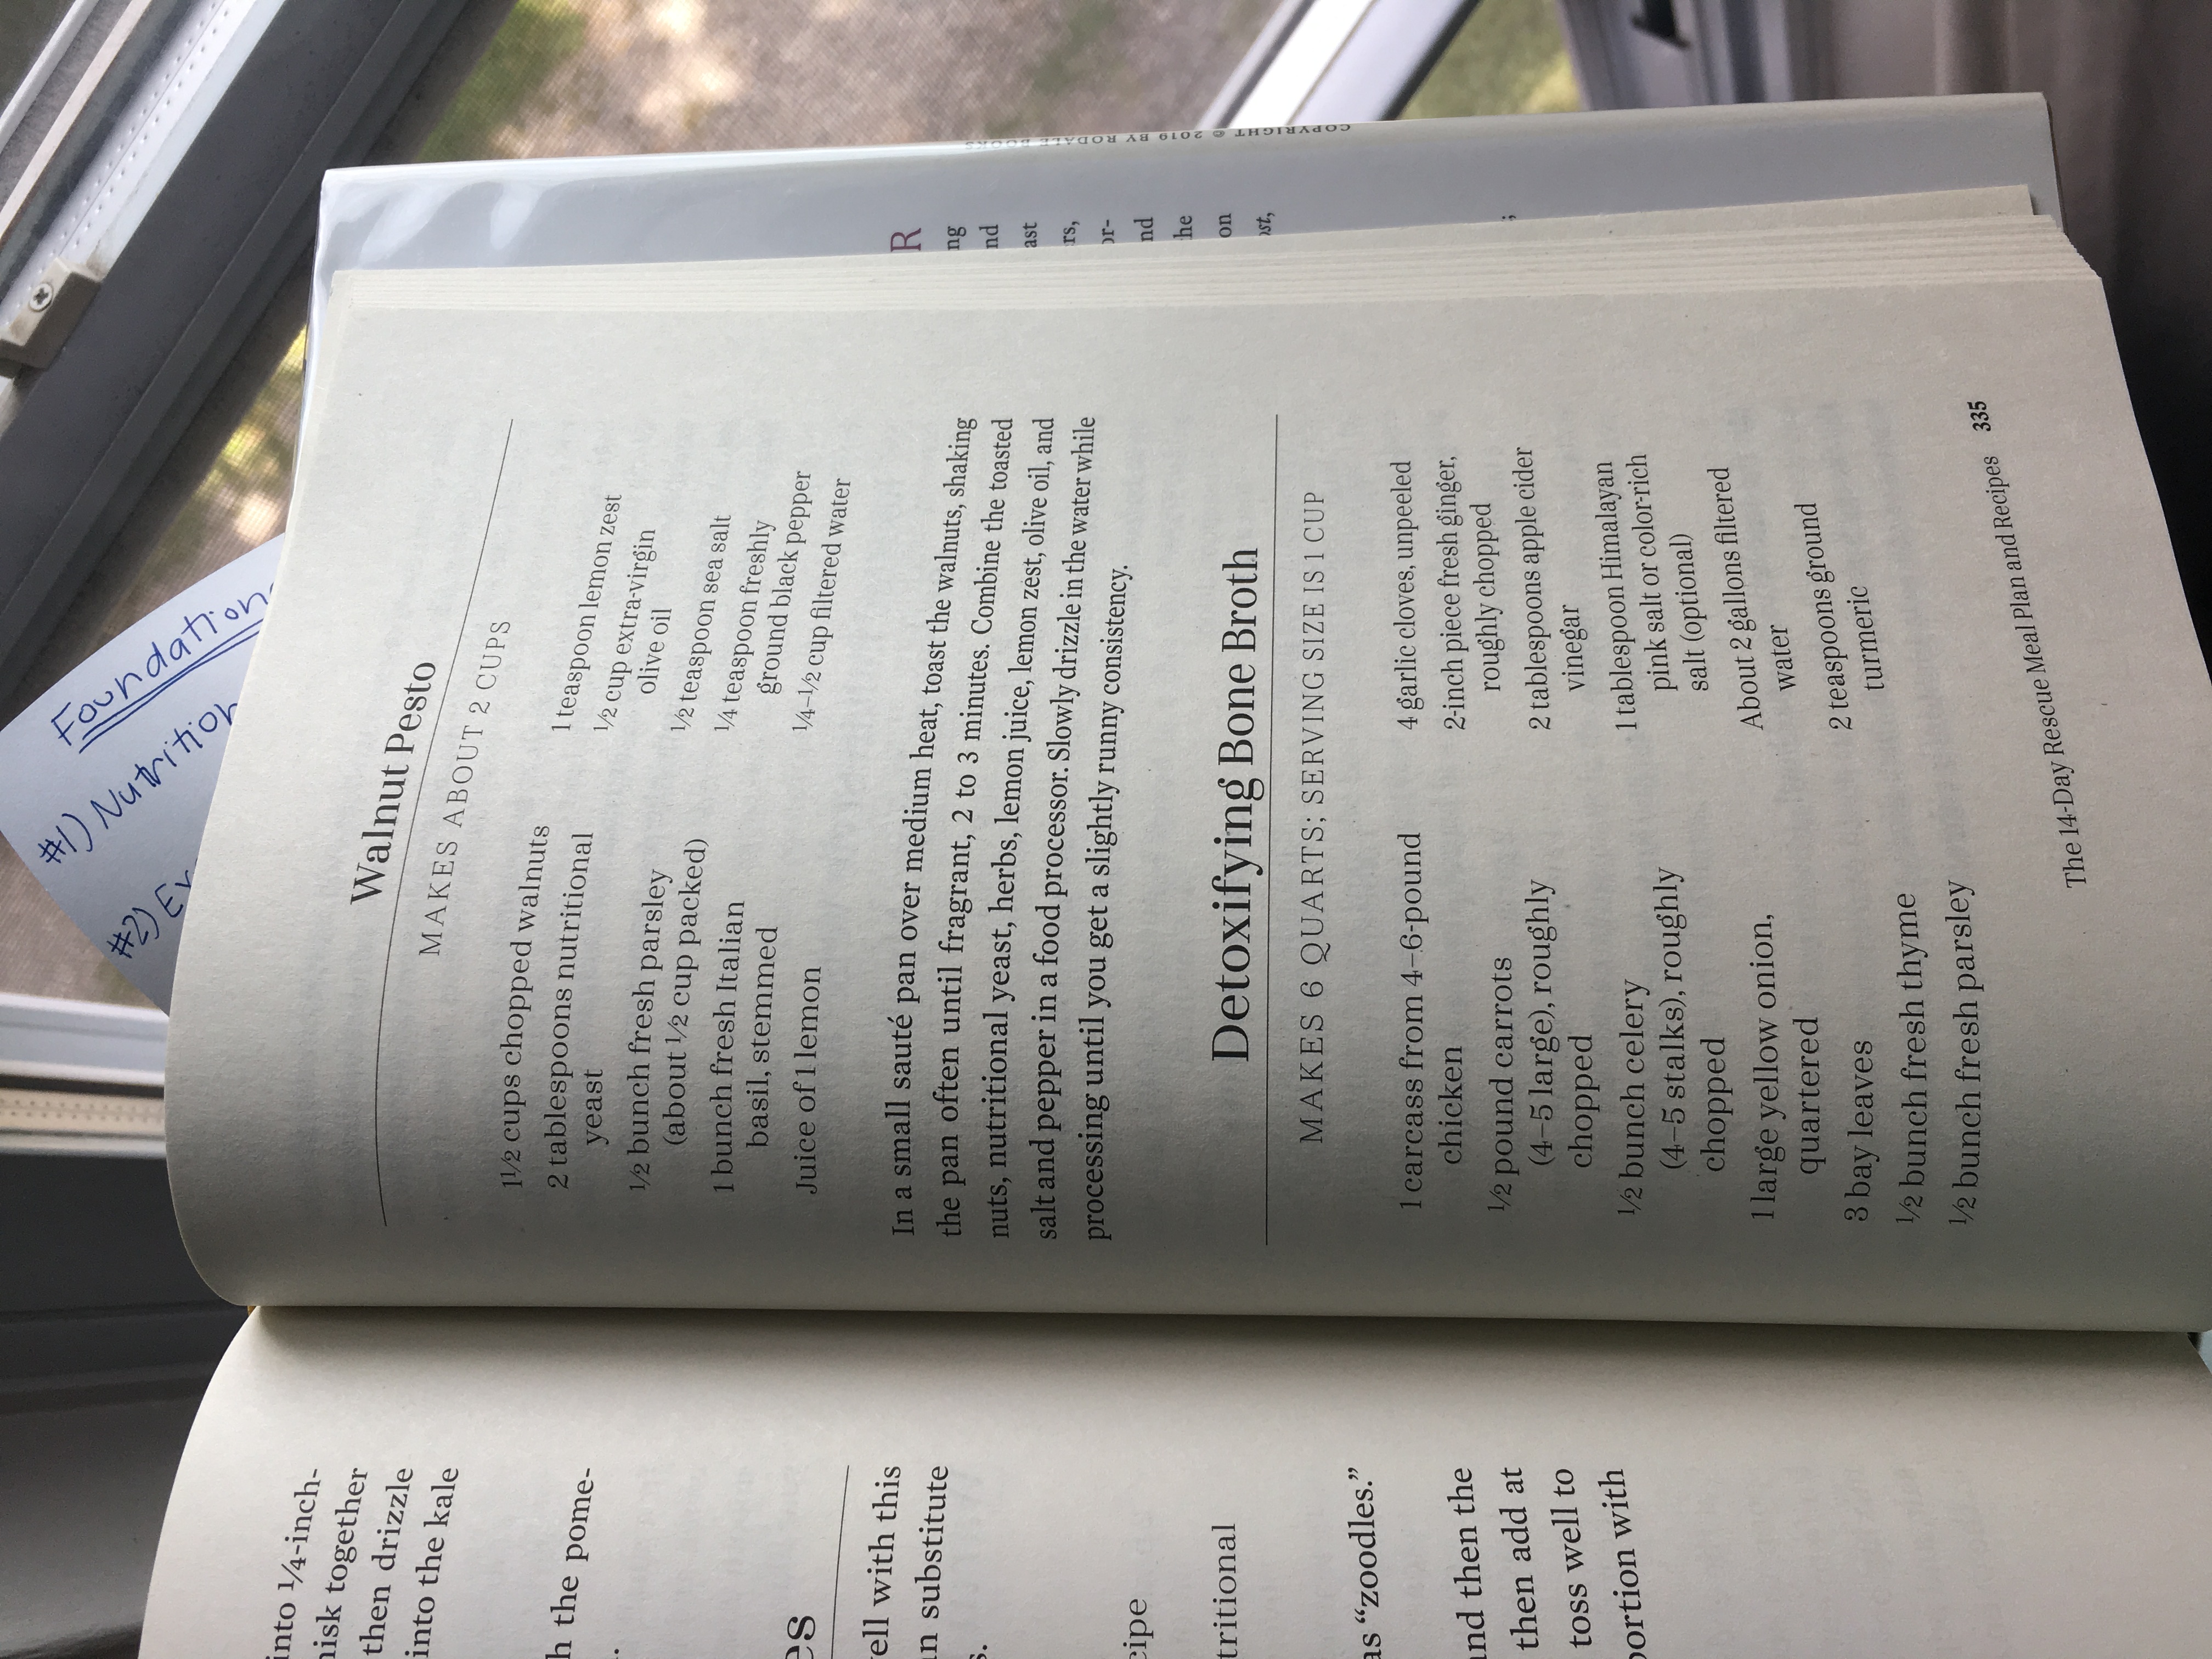 Foundation
#1) Nutrition
#2)
Walnut Pesto
MAKES ABOUT 2 CUPS
1½ cups chopped walnuts
2 tablespoons nutritional
yeast
½ bunch fresh parsley
(about ½ cup packed)
1 bunch fresh Italian
basil, stemmed
Juice of 1 lemon
1 teaspoon lemon zest
½ cup extra-virgin
olive oil
½ teaspoon sea salt
¼ teaspoon freshly
ground black pepper
¼–½ cup filtered water
In a small sauté pan over medium heat, toast the walnuts, shaking
the pan often until fragrant, 2 to 3 minutes. Combine the toasted
nuts, nutritional yeast, herbs, lemon juice, lemon zest, olive oil, and
salt and pepper in a food processor. Slowly drizzle in the water while
processing until you get a slightly runny consistency.
Detoxifying Bone Broth
MAKES 6 QUARTS; SERVING SIZE IS 1 CUP
1 carcass from 4–6-pound
chicken
½ pound carrots
(4–5 large), roughly
chopped
½ bunch celery
(4–5 stalks), roughly
chopped
1 large yellow onion,
quartered
3 bay leaves
½ bunch fresh thyme
½ bunch fresh parsley
4 garlic cloves, unpeeled
2-inch piece fresh ginger,
roughly chopped
2 tablespoons apple cider
vinegar
1 tablespoon Himalayan
pink salt or color-rich
salt (optional)
About 2 gallons filtered
water
2 teaspoons ground
turmeric
The 14-Day Rescue Meal Plan and Recipes 335
into ¼-inch-
hisk together
then drizzle
into the kale
h the pome-
es
ell with this
n substitute
s.
cipe
tritional
as “zoodles.”
and then the
then add at
toss well to
portion with
R
ng
nd
ast
rs,
or-
nd
the
on
ost,
;
COPYRIGHT © 2019 BY RODALE BOOKS